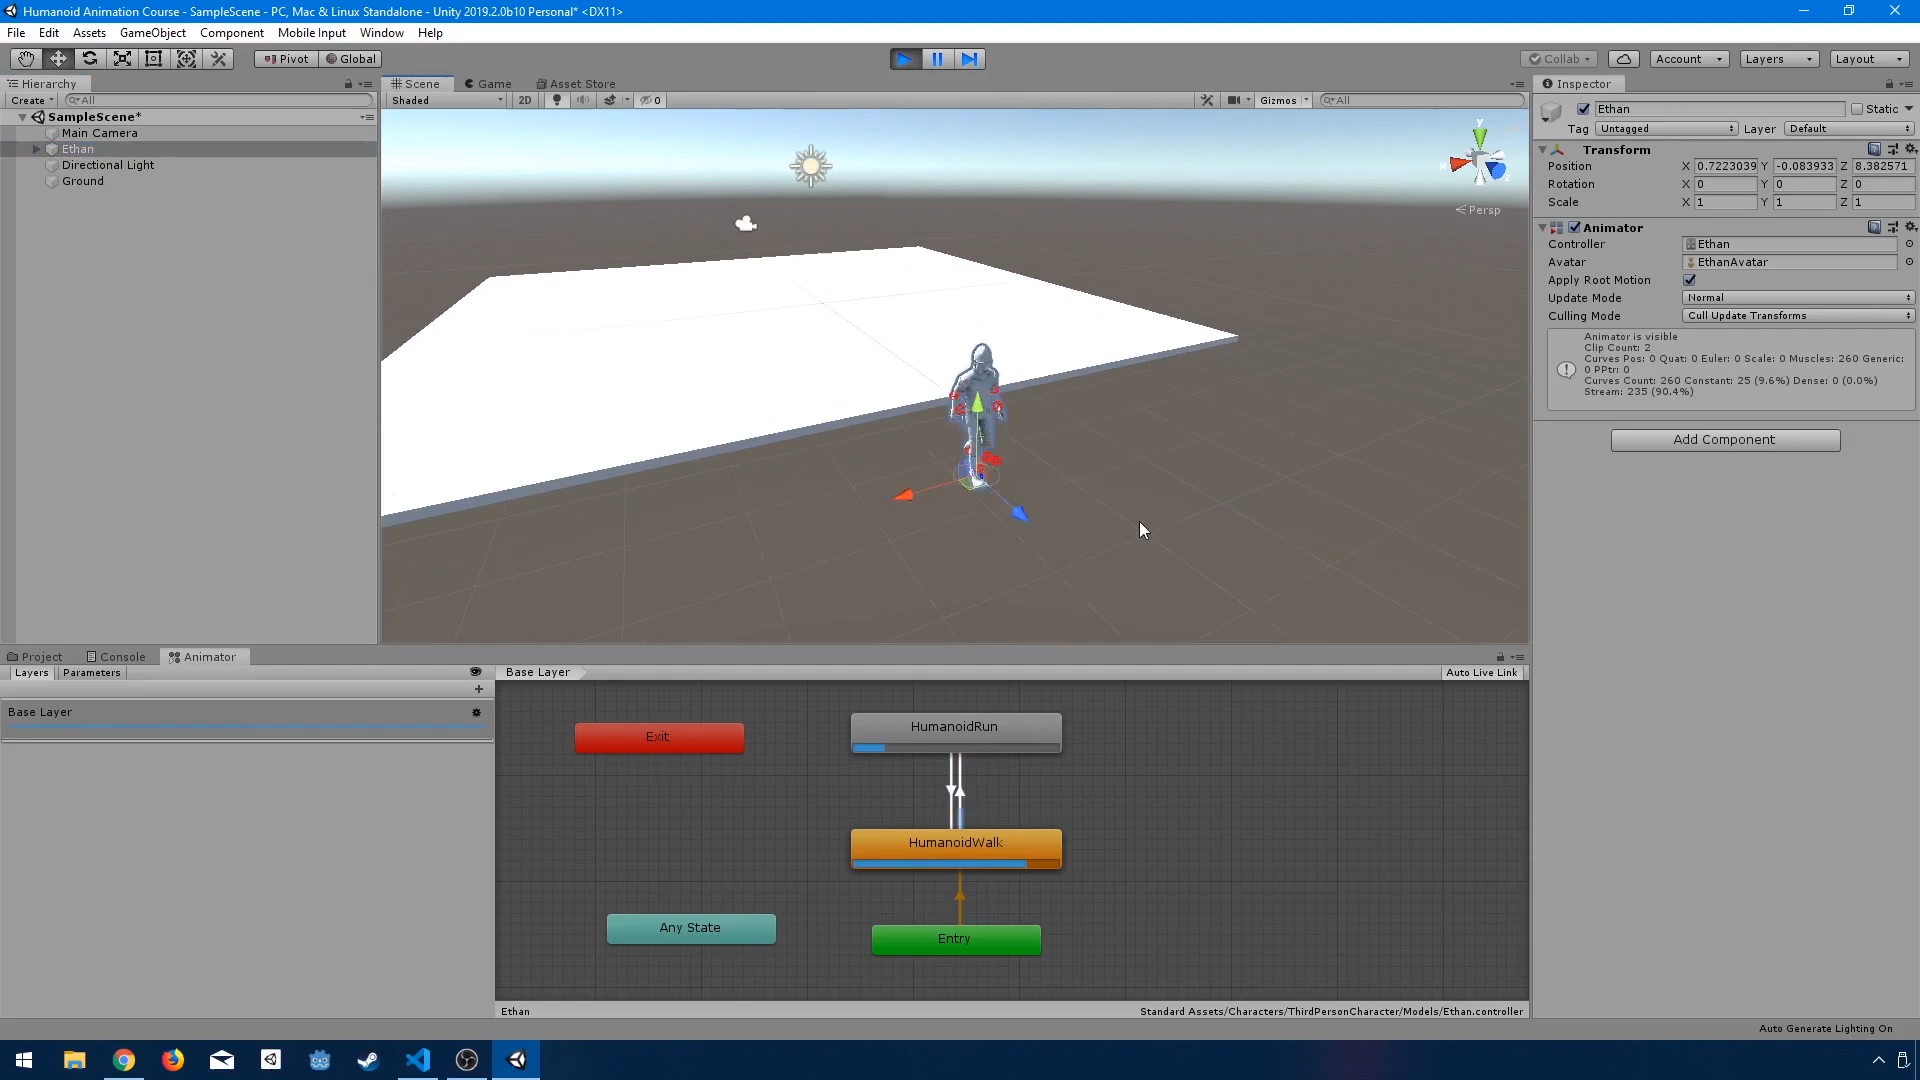 Humanoid Animation Course - SampleScene - PC, Mac & Linux Standalone - Unity 2019.2.0b10 Personal* <DX11>
File Edit Assets GameObject Component Mobile Input Window Help
Pivot Global Collab Account Layers Layout
Hierarchy
Create All
SampleScene*
Main Camera
Ethan
Directional Light
Ground
Scene Game Asset Store
Shaded 2D 0 Gizmos All
y
Persp
Inspector
Ethan Static
Tag Untagged Layer Default
Transform
Position X 0.7223039 Y -0.083933 Z 8.382571
Rotation X 0 Y 0 Z 0
Scale X 1 Y 1 Z 1
Animator
Controller Ethan
Avatar EthanAvatar
Apply Root Motion
Update Mode Normal
Culling Mode Cull Update Transforms
Animator is visible
Clip Count: 2
Curves Pos: 0 Quat: 0 Euler: 0 Scale: 0 Muscles: 260 Generic:
0 PPtr: 0
Curves Count: 260 Constant: 25 (9.6%) Dense: 0 (0.0%)
Stream: 235 (90.4%)
Add Component
Project Console Animator
Layers Parameters
Base Layer
Base Layer Auto Live Link
Exit
HumanoidRun
HumanoidWalk
Any State
Entry
Ethan Standard Assets/Characters/ThirdPersonCharacter/Models/Ethan.controller
Auto Generate Lighting On